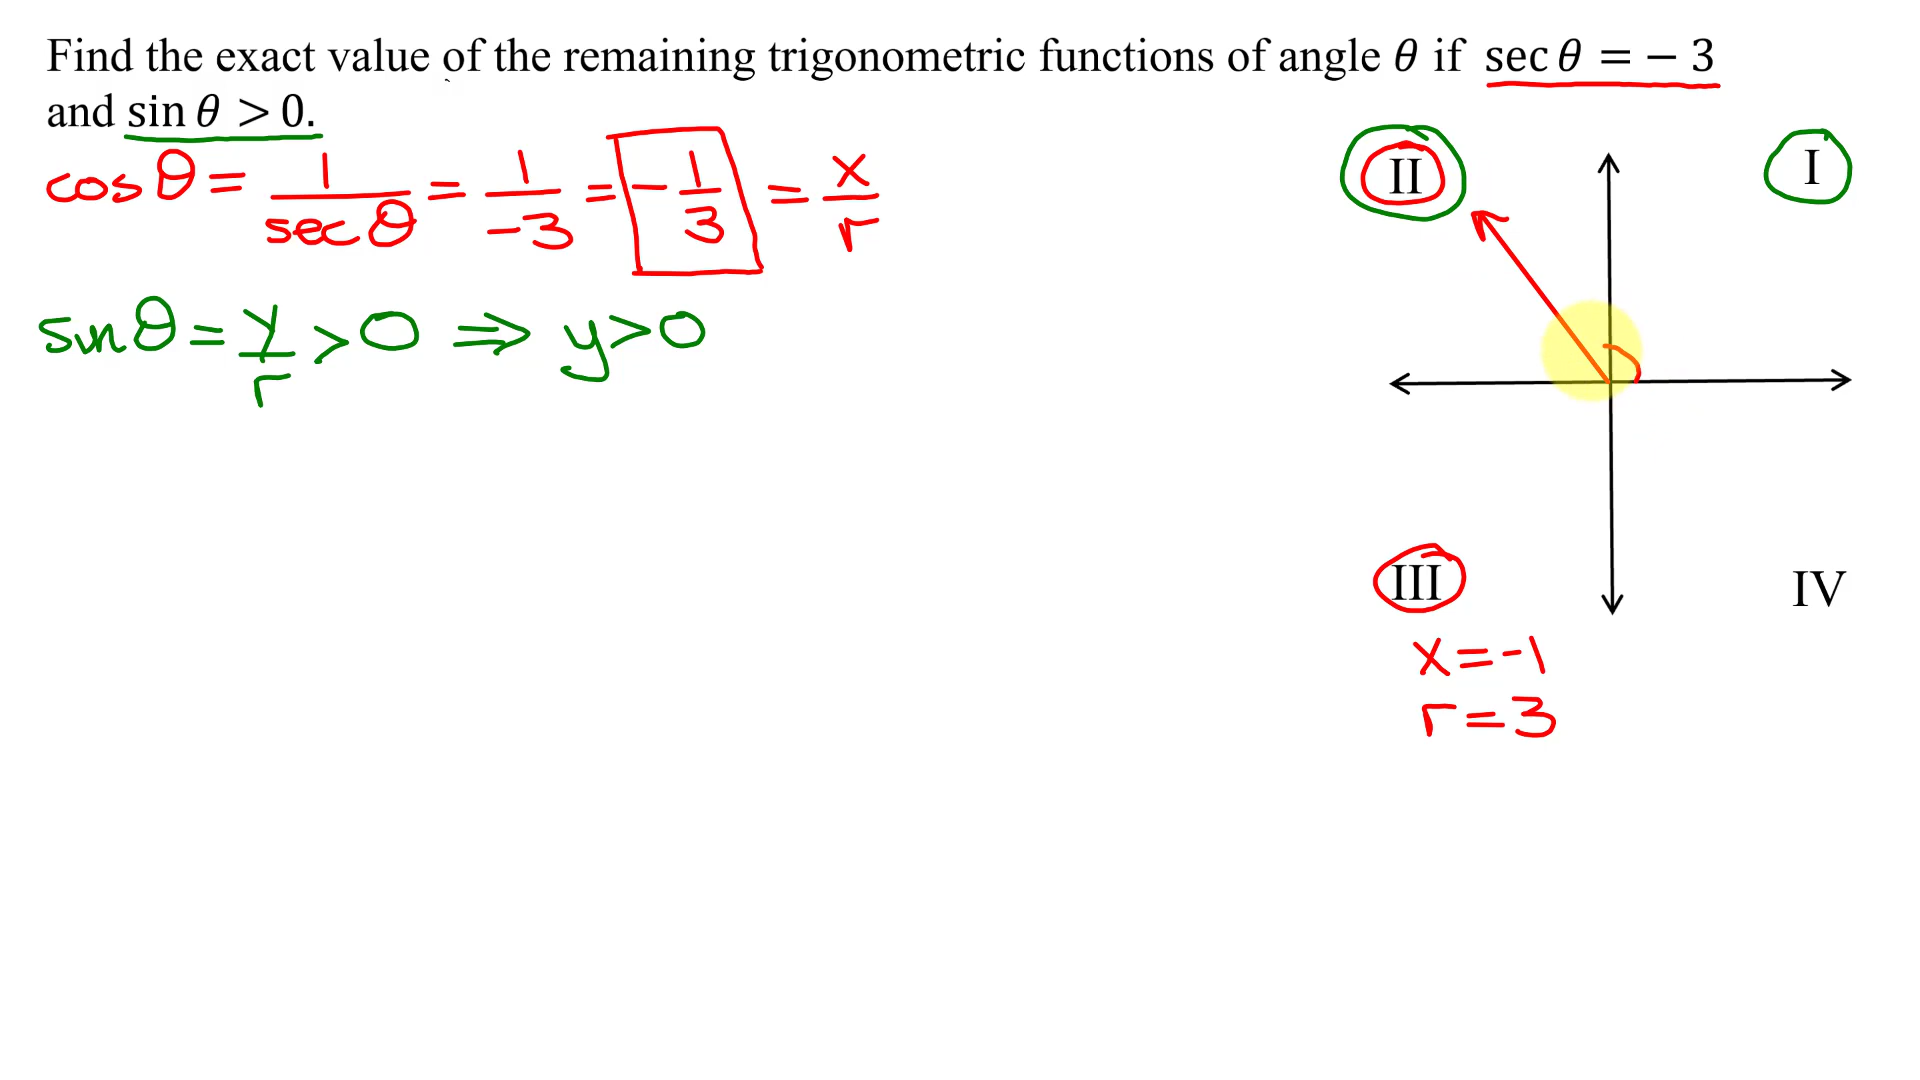 Find the exact value of the remaining trigonometric functions of angle θ if sec θ = − 3
and sin θ > 0.
cos θ = 1/sec θ = 1/-3 = -1/3 = x/r
II
I
sin θ = y/r > 0 ⇒ y > 0
III
IV
x = -1
r = 3